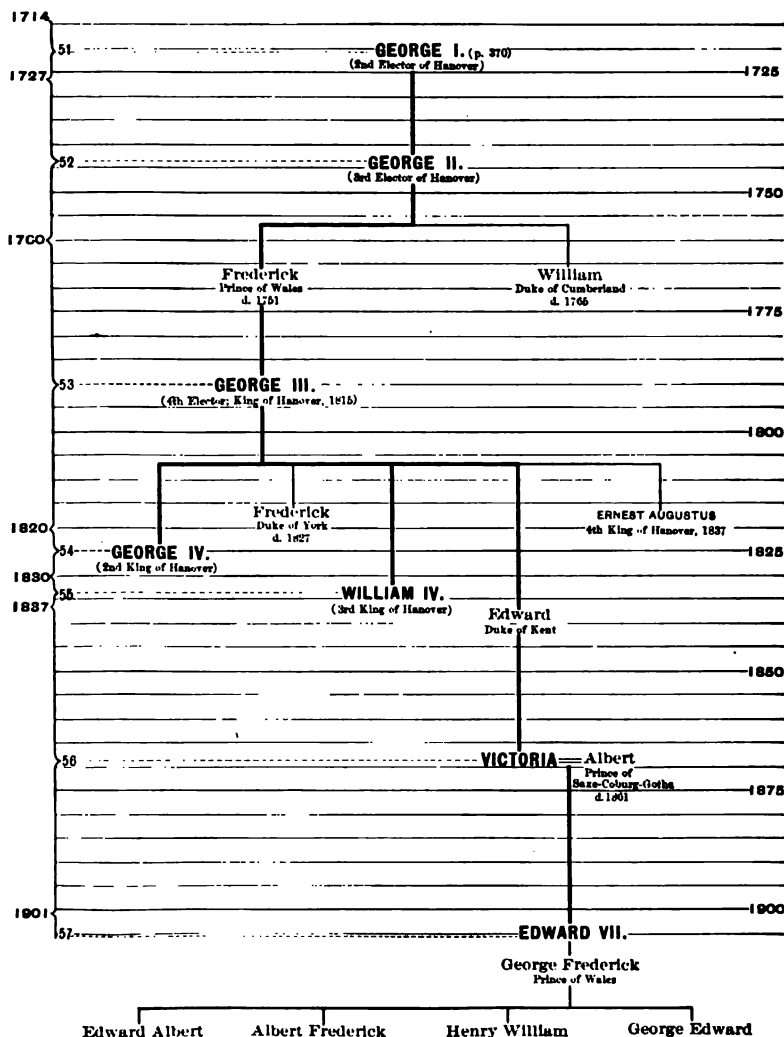 1714
51 GEORGE I. (p. 370)
(2nd Elector of Hanover)
1727 1725
52 GEORGE II.
(3rd Elector of Hanover)
1750
1760
Frederick William
Prince of Wales Duke of Cumberland
d. 1751 d. 1765
1775
53 GEORGE III.
(4th Elector; King of Hanover, 1815)
1800
Frederick ERNEST AUGUSTUS
Duke of York 4th King of Hanover, 1837
1820 d. 1827
54 GEORGE IV. 1825
(2nd King of Hanover)
1830
55 WILLIAM IV.
1837 (3rd King of Hanover)
Edward
Duke of Kent
1850
56 VICTORIA Albert
Prince of
Saxe-Coburg-Gotha
d. 1861
1875
1901 1900
57 EDWARD VII.
George Frederick
Prince of Wales
Edward Albert Albert Frederick Henry William George Edward